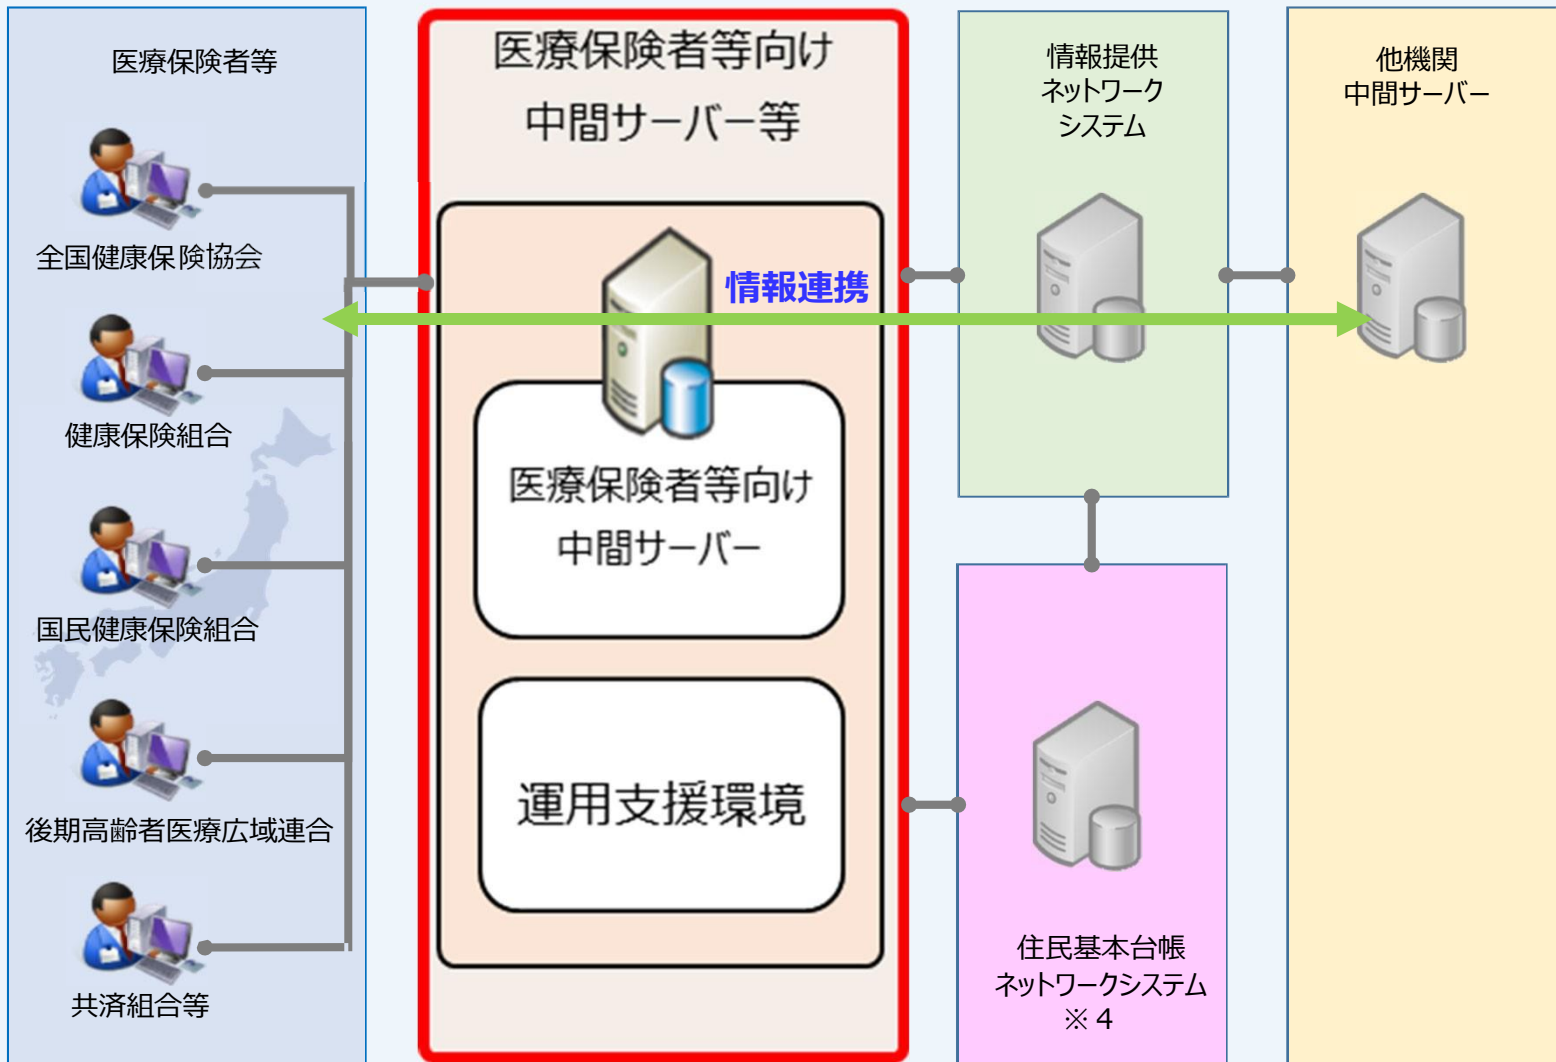 医療保険者等
全国健康保険協会
健康保険組合
国民健康保険組合
後期高齢者医療広域連合
共済組合等
医療保険者等向け
中間サーバー等
情報連携
医療保険者等向け
中間サーバー
運用支援環境
情報提供
ネットワーク
システム
住民基本台帳
ネットワークシステム
※４
他機関
中間サーバー